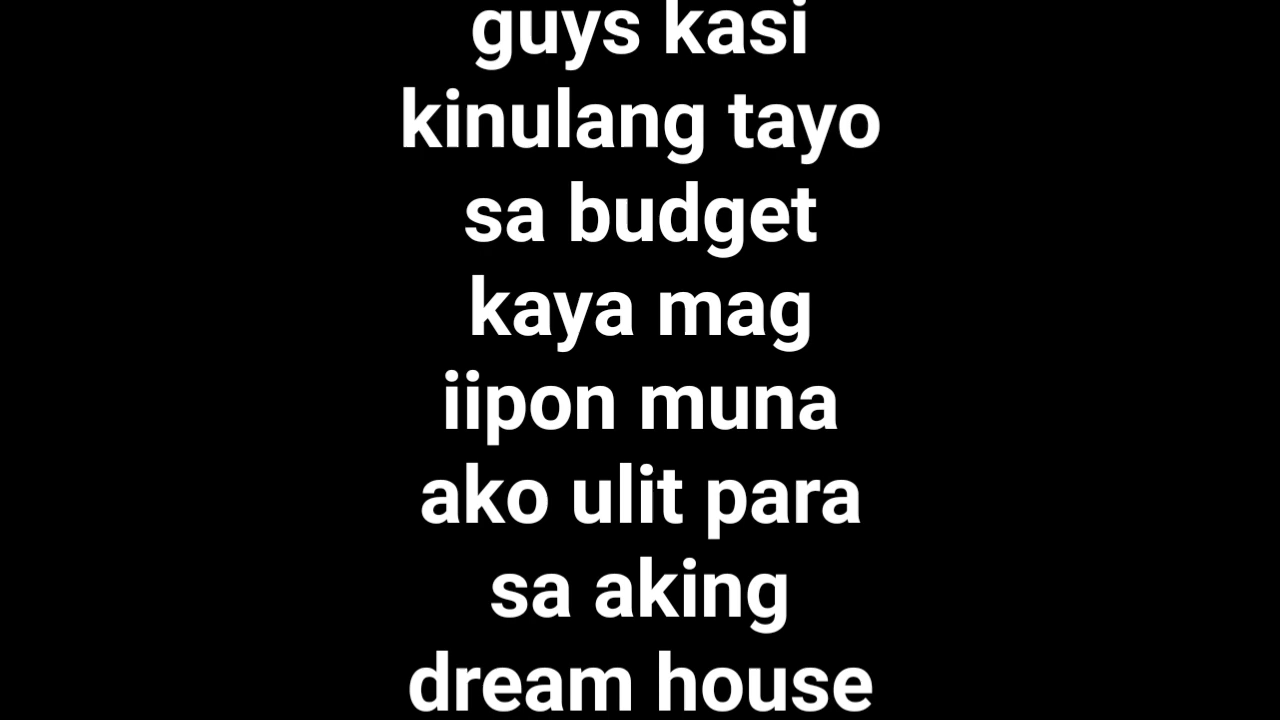 guys kasi
kinulang tayo
sa budget
kaya mag
iipon muna
ako ulit para
sa aking
dream house